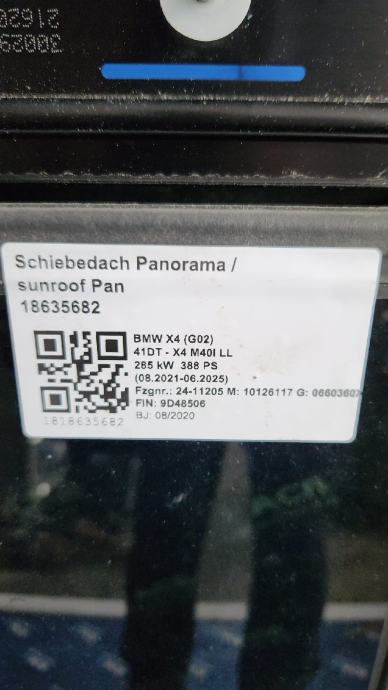 Schiebedach Panorama /
sunroof Pan
18635682
BMW X4 (G02)
41DT - X4 M40I LL
285 kW 388 PS
(08.2021-06.2025)
Fzgnr.: 24-11205 M: 10126117 G: 0660360
FIN: 9D48506
BJ: 08/2020
1818635682